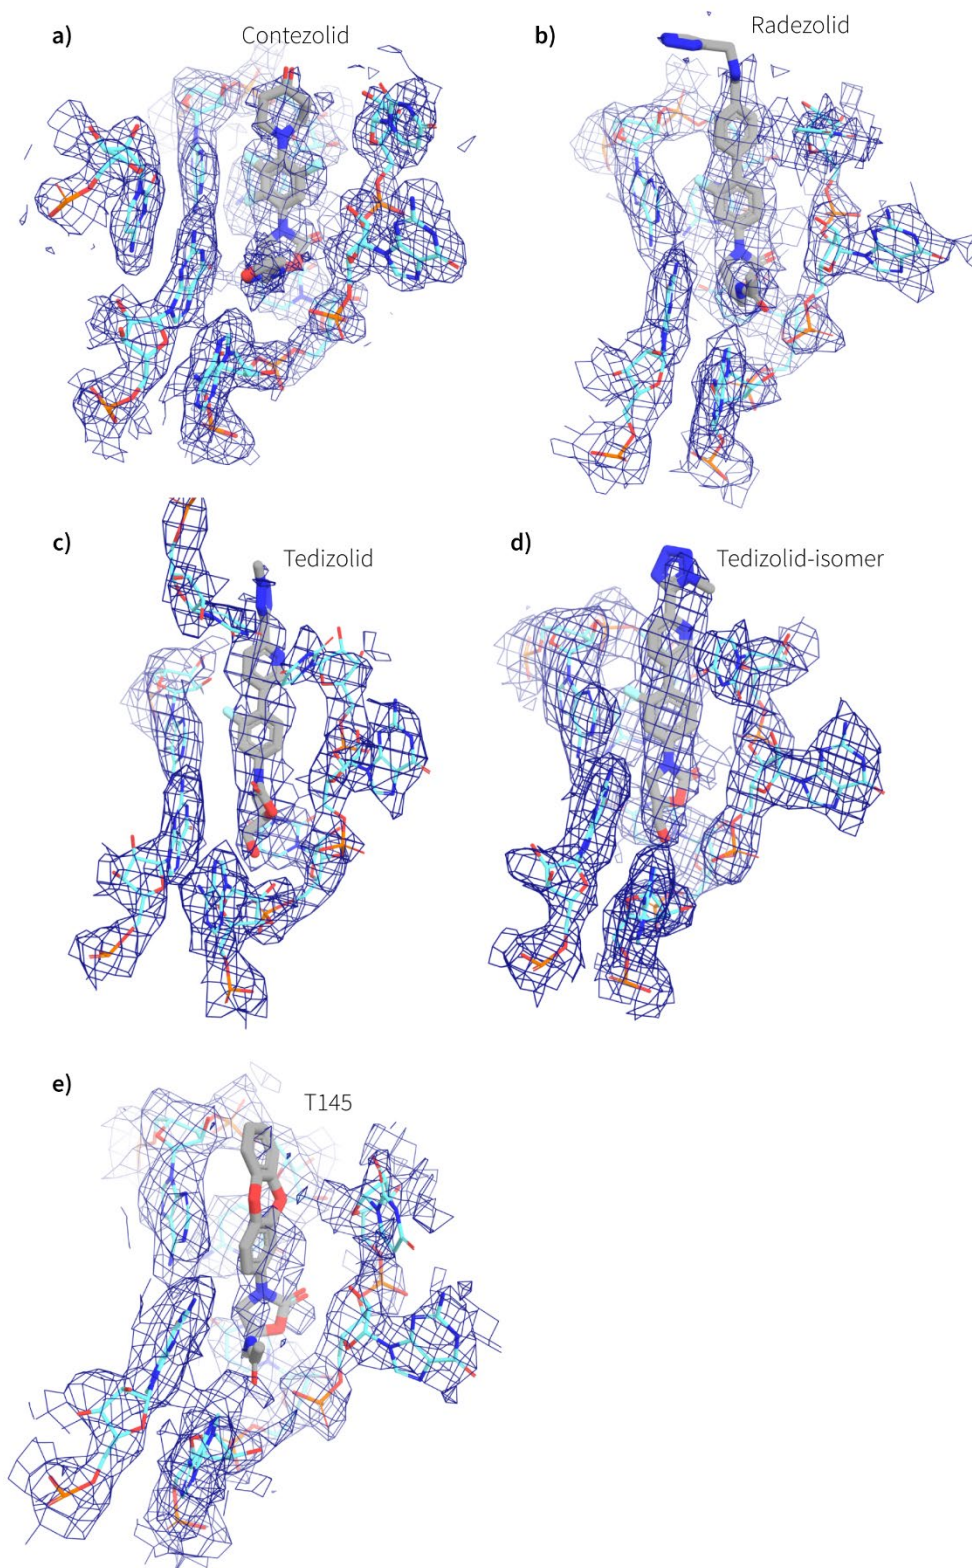 a)
Contezolid
b)
Radezolid
c)
Tedizolid
d)
Tedizolid-isomer
e)
T145